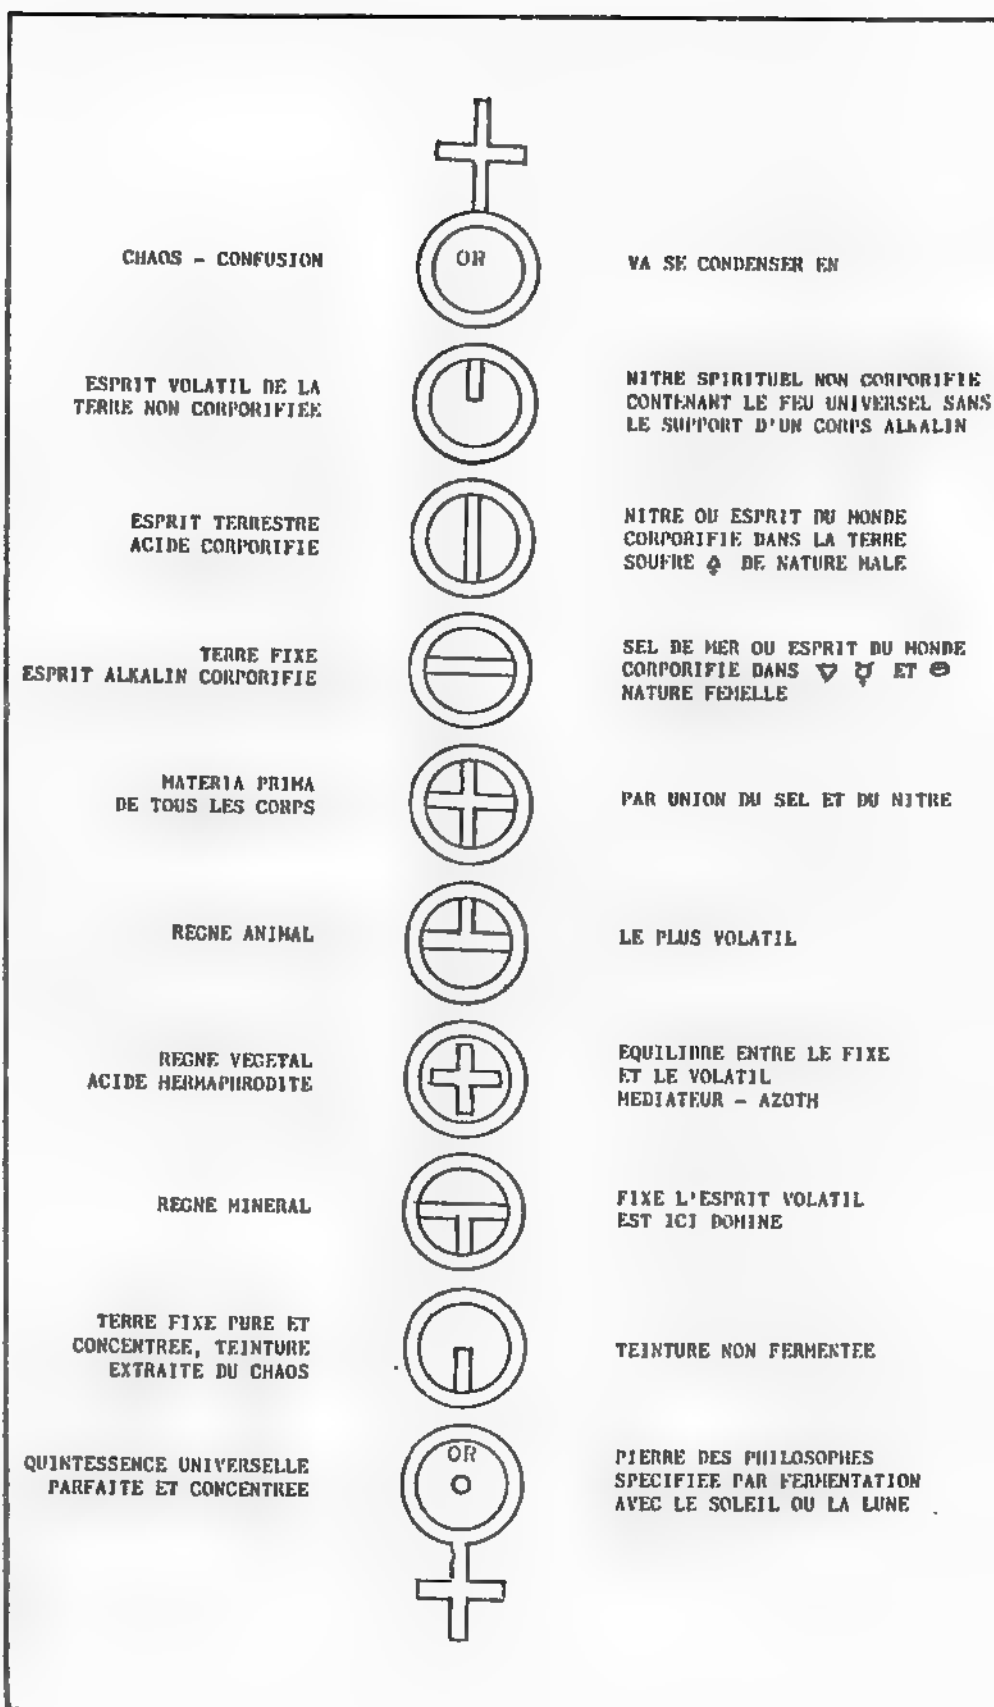 CHAOS - CONFUSION
OR
VA SE CONDENSER EN
ESPRIT VOLATIL DE LA
TERRE NON CORPORIFIEE
NITRE SPIRITUEL NON CORPORIFIE
CONTENANT LE FEU UNIVERSEL SANS
LE SUPPORT D'UN CORPS ALKALIN
ESPRIT TERRESTRE
ACIDE CORPORIFIE
NITRE OU ESPRIT DU MONDE
CORPORIFIE DANS LA TERRE
SOUFRE 🜍 DE NATURE MALE
TERRE FIXE
ESPRIT ALKALIN CORPORIFIE
SEL DE MER OU ESPRIT DU MONDE
CORPORIFIE DANS 🜃 ☿ ET 🜔
NATURE FEMELLE
MATERIA PRIMA
DE TOUS LES CORPS
PAR UNION DU SEL ET DU NITRE
REGNE ANIMAL
LE PLUS VOLATIL
REGNE VEGETAL
ACIDE HERMAPHRODITE
EQUILIBRE ENTRE LE FIXE
ET LE VOLATIL
MEDIATEUR - AZOTH
REGNE MINERAL
FIXE L'ESPRIT VOLATIL
EST ICI DOMINE
TERRE FIXE PURE ET
CONCENTREE, TEINTURE
EXTRAITE DU CHAOS
TEINTURE NON FERMENTEE
QUINTESSENCE UNIVERSELLE
PARFAITE ET CONCENTREE
OR
PIERRE DES PHILOSOPHES
SPECIFIEE PAR FERMENTATION
AVEC LE SOLEIL OU LA LUNE